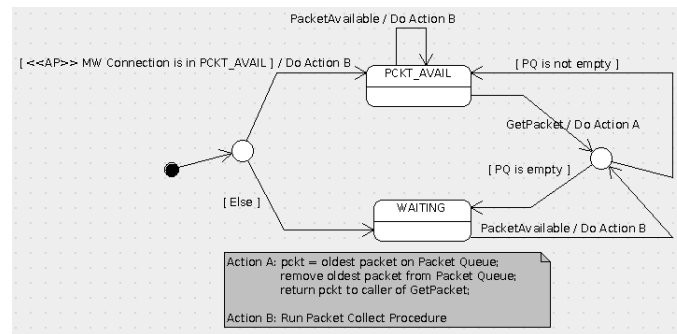 PacketAvailable / Do Action B
[ <<AP>> MW Connection is in PCKT_AVAIL ] / Do Action B
PCKT_AVAIL
[ PQ is not empty ]
GetPacket / Do Action A
[ PQ is empty ]
[ Else ]
WAITING
PacketAvailable / Do Action B
Action A: pckt = oldest packet on Packet Queue;
remove oldest packet from Packet Queue;
return pckt to caller of GetPacket;
Action B: Run Packet Collect Procedure